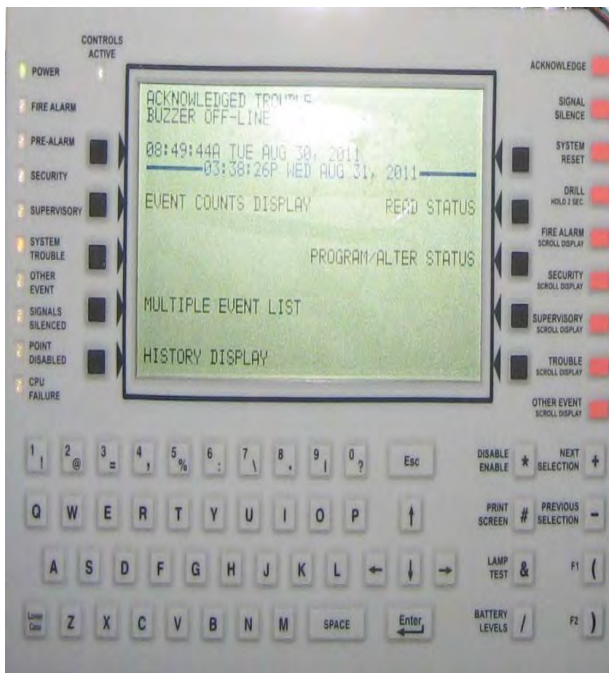 CONTROLS
ACTIVE
POWER
FIRE ALARM
PRE-ALARM
SECURITY
SUPERVISORY
SYSTEM
TROUBLE
OTHER
EVENT
SIGNALS
SILENCED
POINT
DISABLED
CPU
FAILURE
ACKNOWLEDGED TROUBLE
BUZZER OFF-LINE
08:49:44A TUE AUG 30, 2011
03:38:26P WED AUG 31, 2011
EVENT COUNTS DISPLAY READ STATUS
PROGRAM/ALTER STATUS
MULTIPLE EVENT LIST
HISTORY DISPLAY
ACKNOWLEDGE
SIGNAL
SILENCE
SYSTEM
RESET
DRILL
HOLD 2 SEC
FIRE ALARM
SCROLL DISPLAY
SECURITY
SCROLL DISPLAY
SUPERVISORY
SCROLL DISPLAY
TROUBLE
SCROLL DISPLAY
OTHER EVENT
SCROLL DISPLAY
1 ! 2 @ 3 = 4 , 5 % 6 : 7 \ 8 . 9 | 0 ? Esc
Q W E R T Y U I O P ↑
A S D F G H J K L ← ↓ →
Lower
Case Z X C V B N M SPACE Enter
DISABLE
ENABLE *
NEXT
SELECTION +
PRINT
SCREEN #
PREVIOUS
SELECTION -
LAMP
TEST &
F1 (
BATTERY
LEVELS /
F2 )